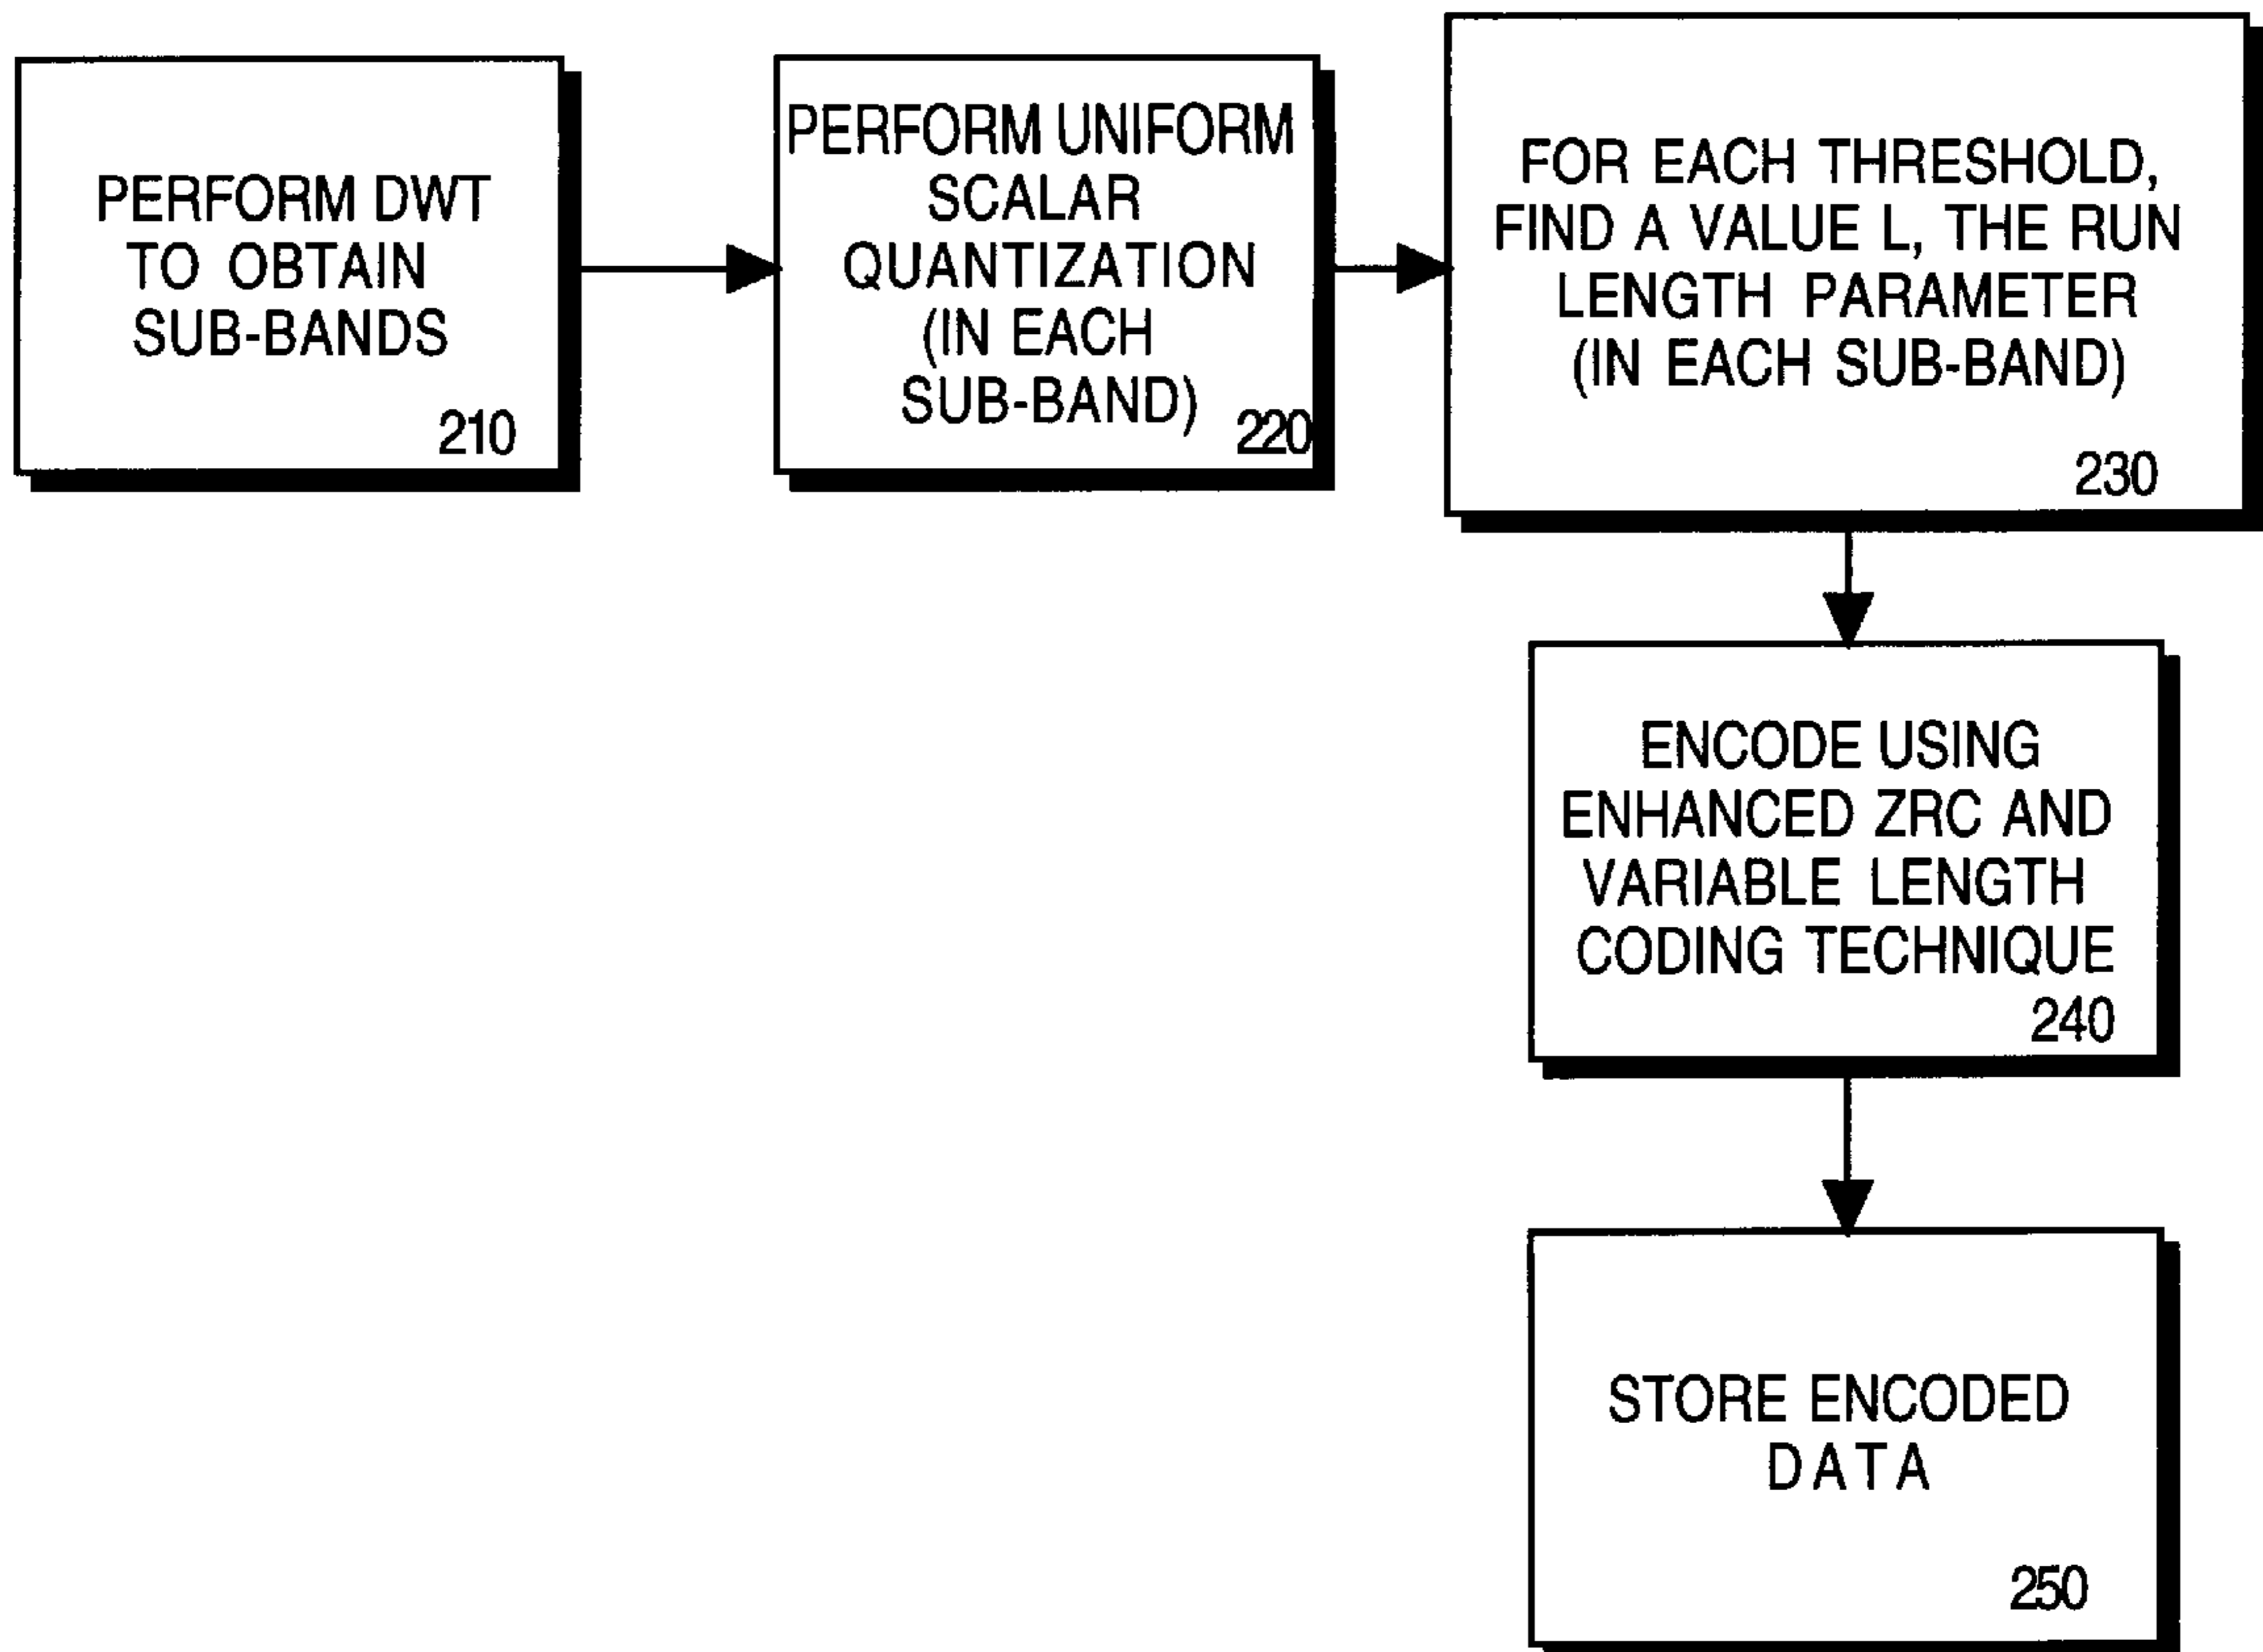 PERFORM DWT
TO OBTAIN
SUB-BANDS
210
PERFORM UNIFORM
SCALAR
QUANTIZATION
(IN EACH
SUB-BAND)
220
FOR EACH THRESHOLD,
FIND A VALUE L, THE RUN
LENGTH PARAMETER
(IN EACH SUB-BAND)
230
ENCODE USING
ENHANCED ZRC AND
VARIABLE LENGTH
CODING TECHNIQUE
240
STORE ENCODED
DATA
250